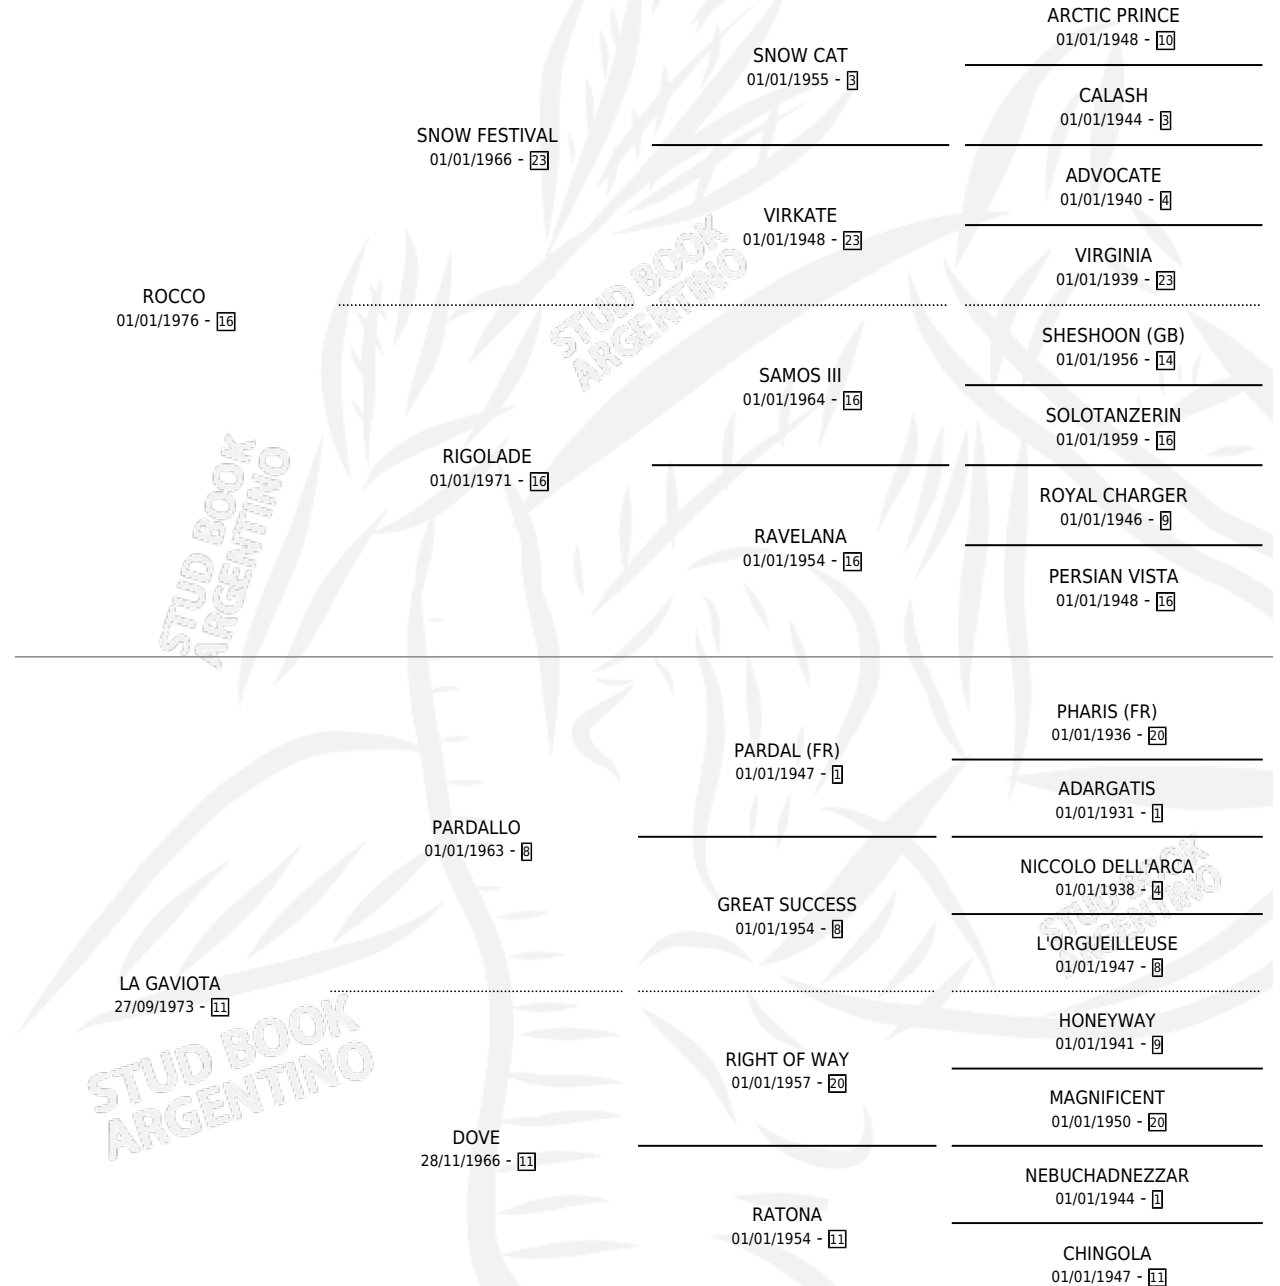 ARCTIC PRINCE
01/01/1948 - 10
SNOW CAT
01/01/1955 - 3
CALASH
01/01/1944 - 3
SNOW FESTIVAL
01/01/1966 - 23
ADVOCATE
01/01/1940 - 4
VIRKATE
01/01/1948 - 23
VIRGINIA
01/01/1939 - 23
ROCCO
01/01/1976 - 16
SHESHOON (GB)
01/01/1956 - 14
SAMOS III
01/01/1964 - 16
SOLOTANZERIN
01/01/1959 - 16
RIGOLADE
01/01/1971 - 16
ROYAL CHARGER
01/01/1946 - 9
RAVELANA
01/01/1954 - 16
PERSIAN VISTA
01/01/1948 - 16
PHARIS (FR)
01/01/1936 - 20
PARDAL (FR)
01/01/1947 - 1
ADARGATIS
01/01/1931 - 1
PARDALLO
01/01/1963 - 8
NICCOLO DELL'ARCA
01/01/1938 - 4
GREAT SUCCESS
01/01/1954 - 8
L'ORGUEILLEUSE
01/01/1947 - 8
LA GAVIOTA
27/09/1973 - 11
HONEYWAY
01/01/1941 - 9
RIGHT OF WAY
01/01/1957 - 20
MAGNIFICENT
01/01/1950 - 20
DOVE
28/11/1966 - 11
NEBUCHADNEZZAR
01/01/1944 - 1
RATONA
01/01/1954 - 11
CHINGOLA
01/01/1947 - 11
STUD BOOK
ARGENTINO
STUD BOOK
ARGENTINO
STUD BOOK
ARGENTINO
STUD BOOK
ARGENTINO